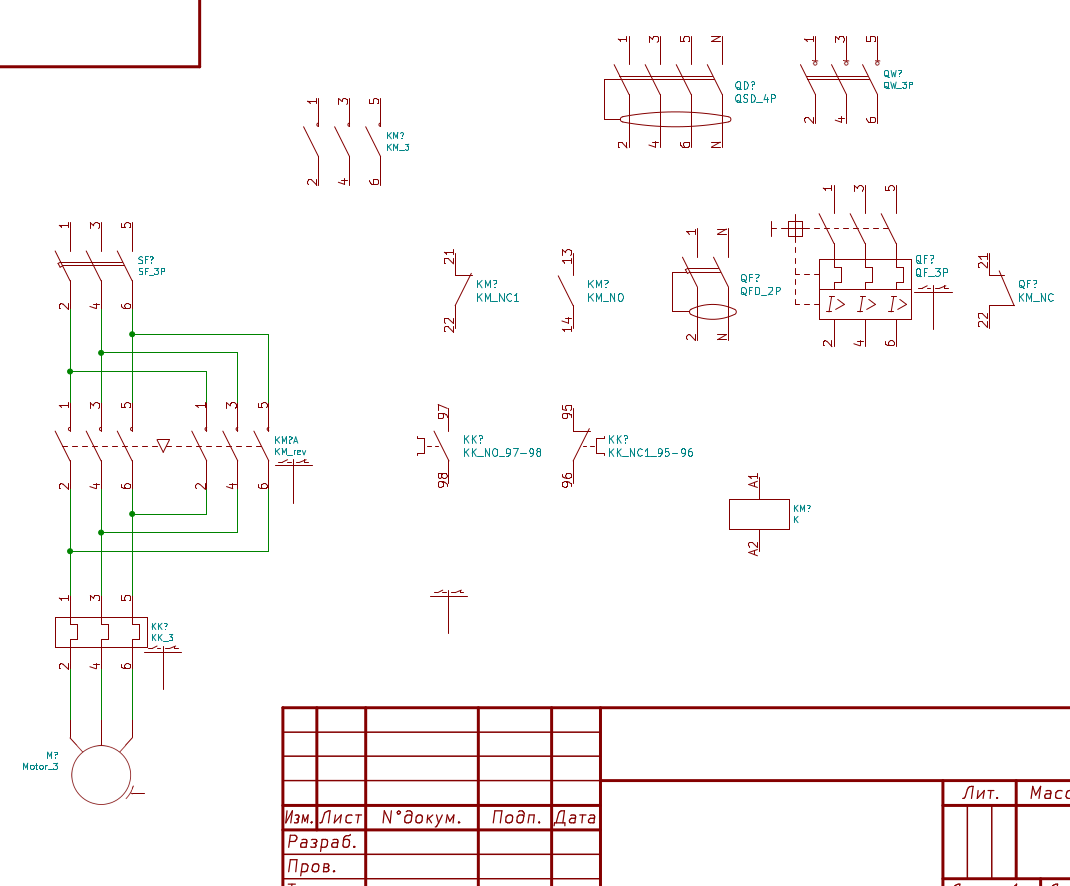 1 3 5 N
QD?
QSD_4P
2 4 6 N
1 3 5
QW?
QW_3P
2 4 6
1 3 5
KM?
KM_3
2 4 6
1 3 5
SF?
SF_3P
2 4 6
21
KM?
KM_NC1
22
13
KM?
KM_NO
14
1 N
QF?
QFD_2P
2 N
1 3 5
QF?
QF_3P
I> I> I>
2 4 6
21
QF?
KM_NC
22
1 3 5 1 3 5
KM?A
KM_rev
2 4 6 2 4 6
97
KK?
KK_NO_97-98
98
95
KK?
KK_NC1_95-96
96
A1
KM?
K
A2
1 3 5
KK?
KK_3
2 4 6
M?
Motor_3
Лит. Масс
Изм. Лист N°докум. Подп. Дата
Разраб.
Пров.